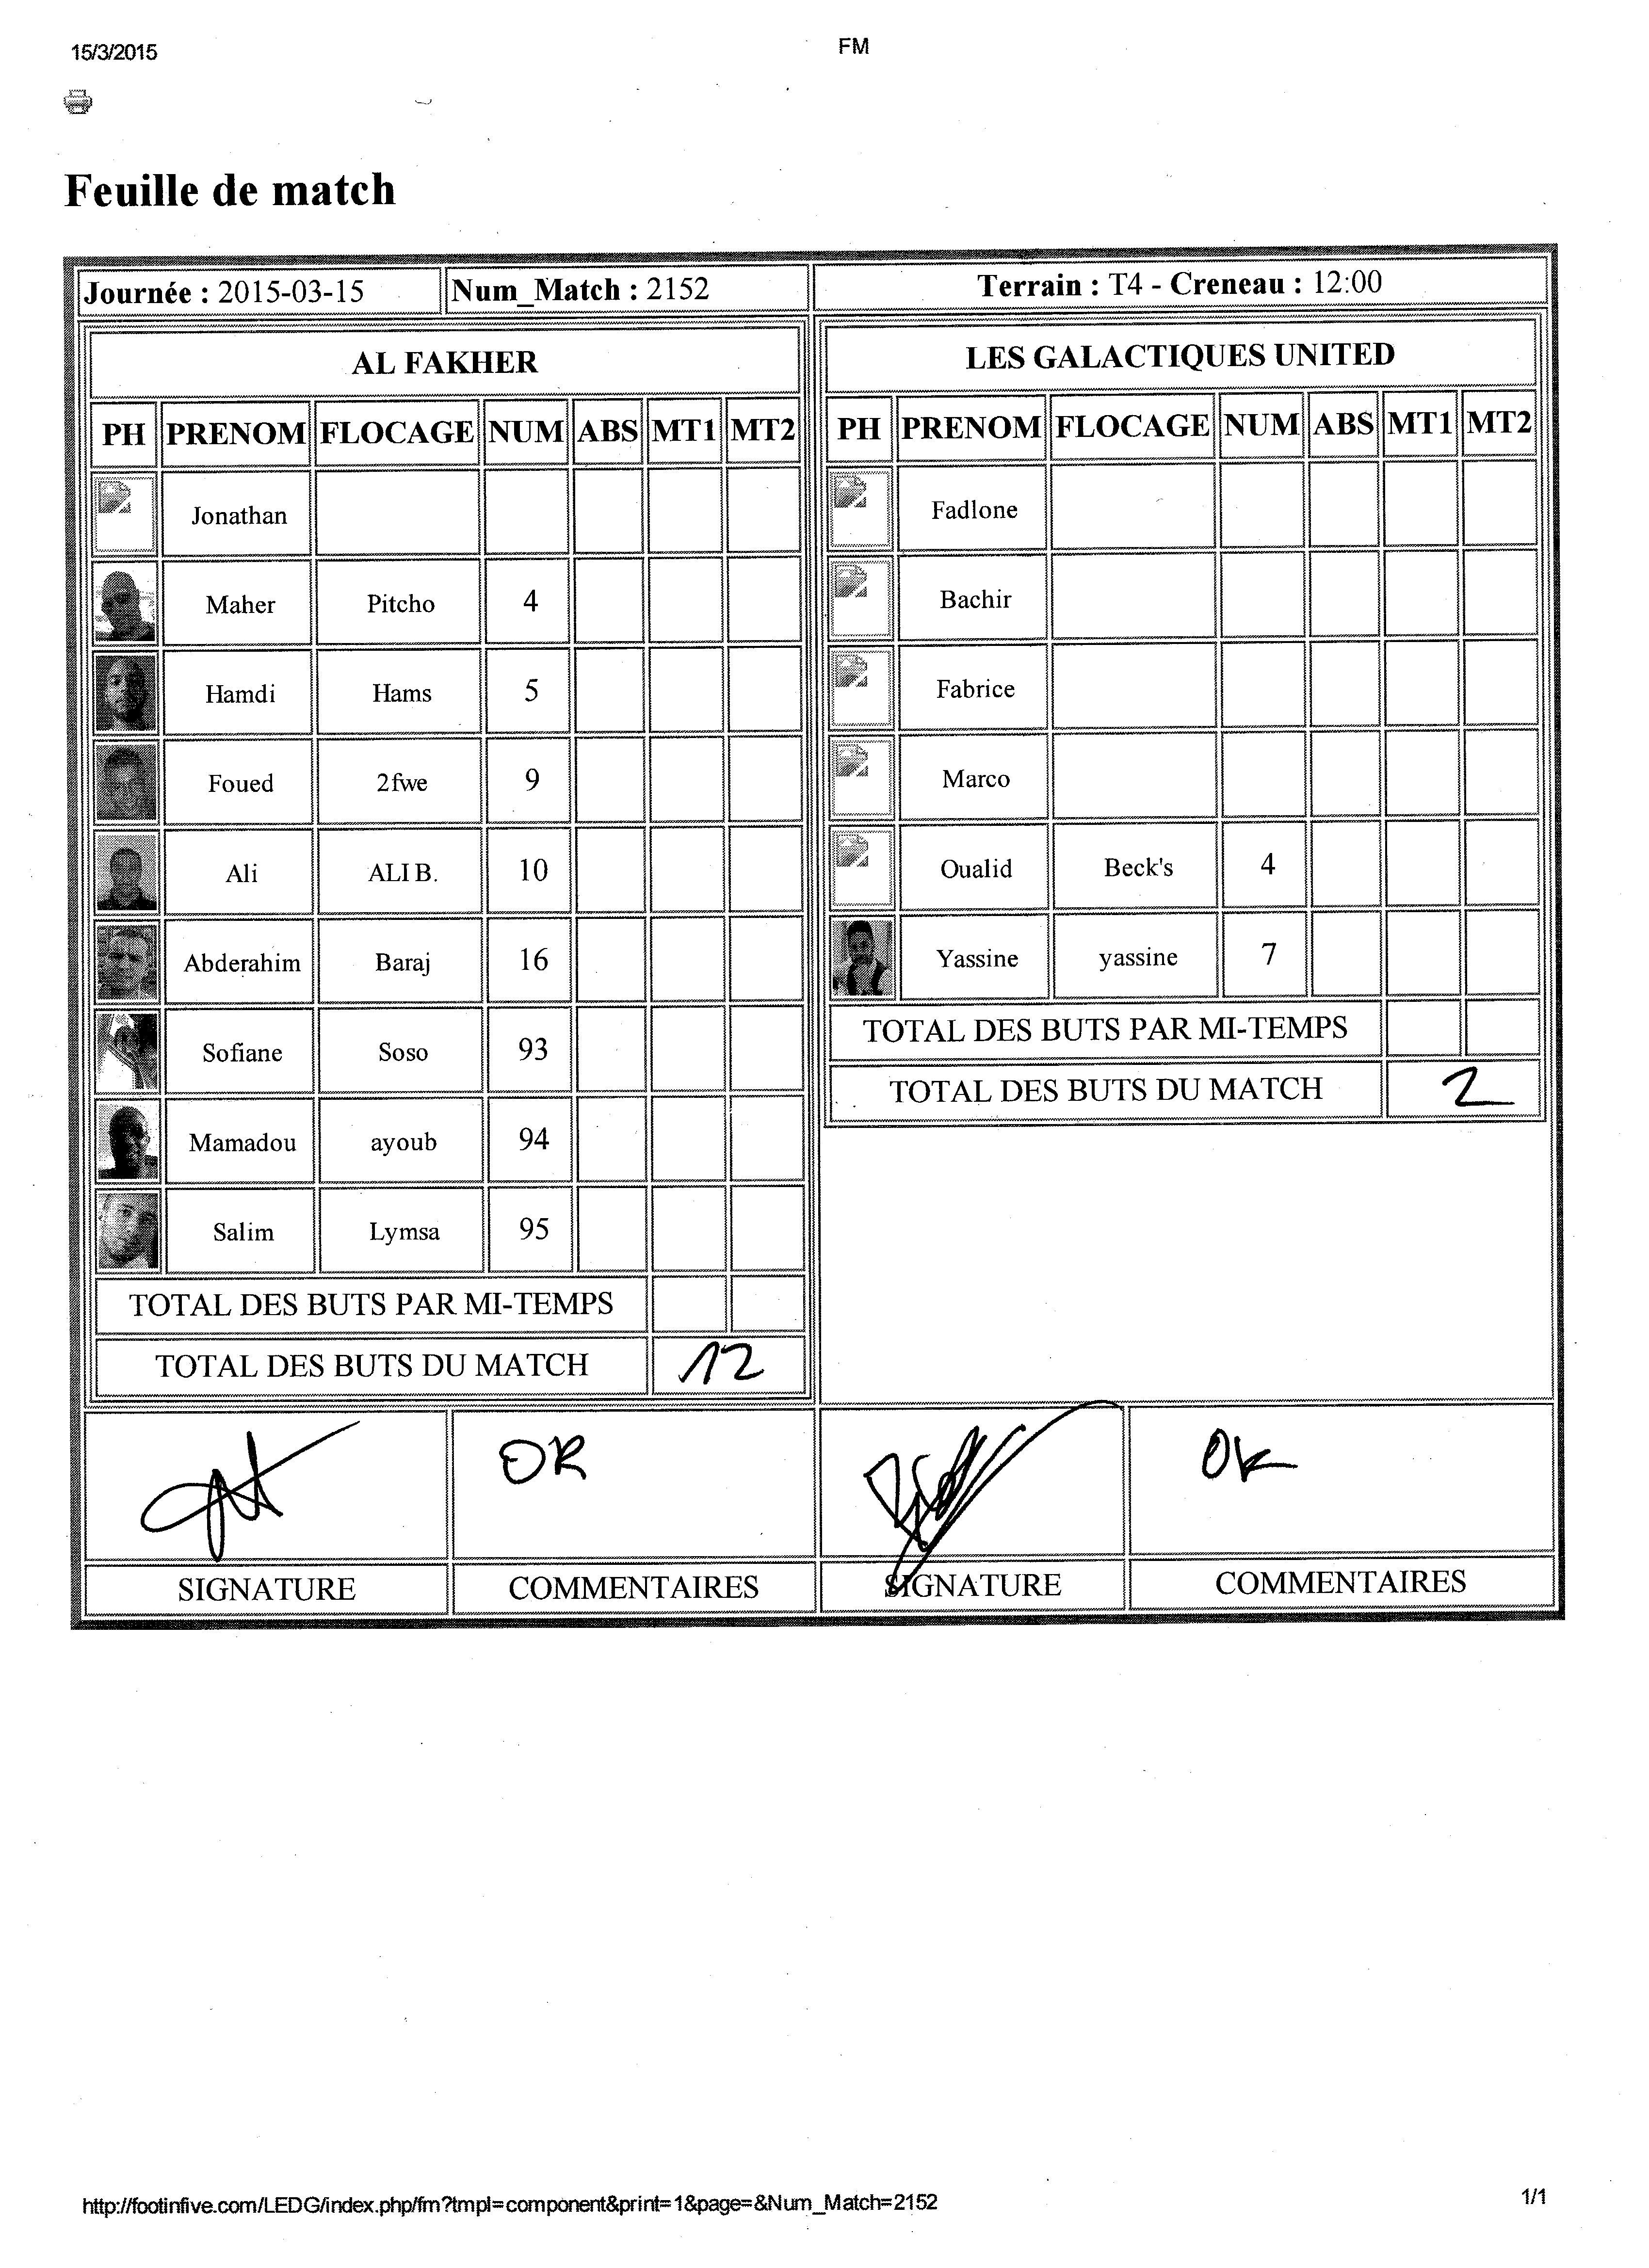 15/3/2015
FM
Feuille de match
Journée : 2015-03-15
Num_Match : 2152
Terrain : T4 - Creneau : 12:00
AL FAKHER
PH PRENOM FLOCAGE NUM ABS MT1 MT2
Jonathan
Maher Pitcho 4
Hamdi Hams 5
Foued 2fwe 9
Ali ALI B. 10
Abderahim Baraj 16
Sofiane Soso 93
Mamadou ayoub 94
Salim Lymsa 95
TOTAL DES BUTS PAR MI-TEMPS
TOTAL DES BUTS DU MATCH 12
OK
SIGNATURE COMMENTAIRES
LES GALACTIQUES UNITED
PH PRENOM FLOCAGE NUM ABS MT1 MT2
Fadlone
Bachir
Fabrice
Marco
Oualid Beck's 4
Yassine yassine 7
TOTAL DES BUTS PAR MI-TEMPS
TOTAL DES BUTS DU MATCH 2
OK
SIGNATURE COMMENTAIRES
http://footinfive.com/LEDG/index.php/fm?tmpl=component&print=1&page=&Num_Match=2152
1/1